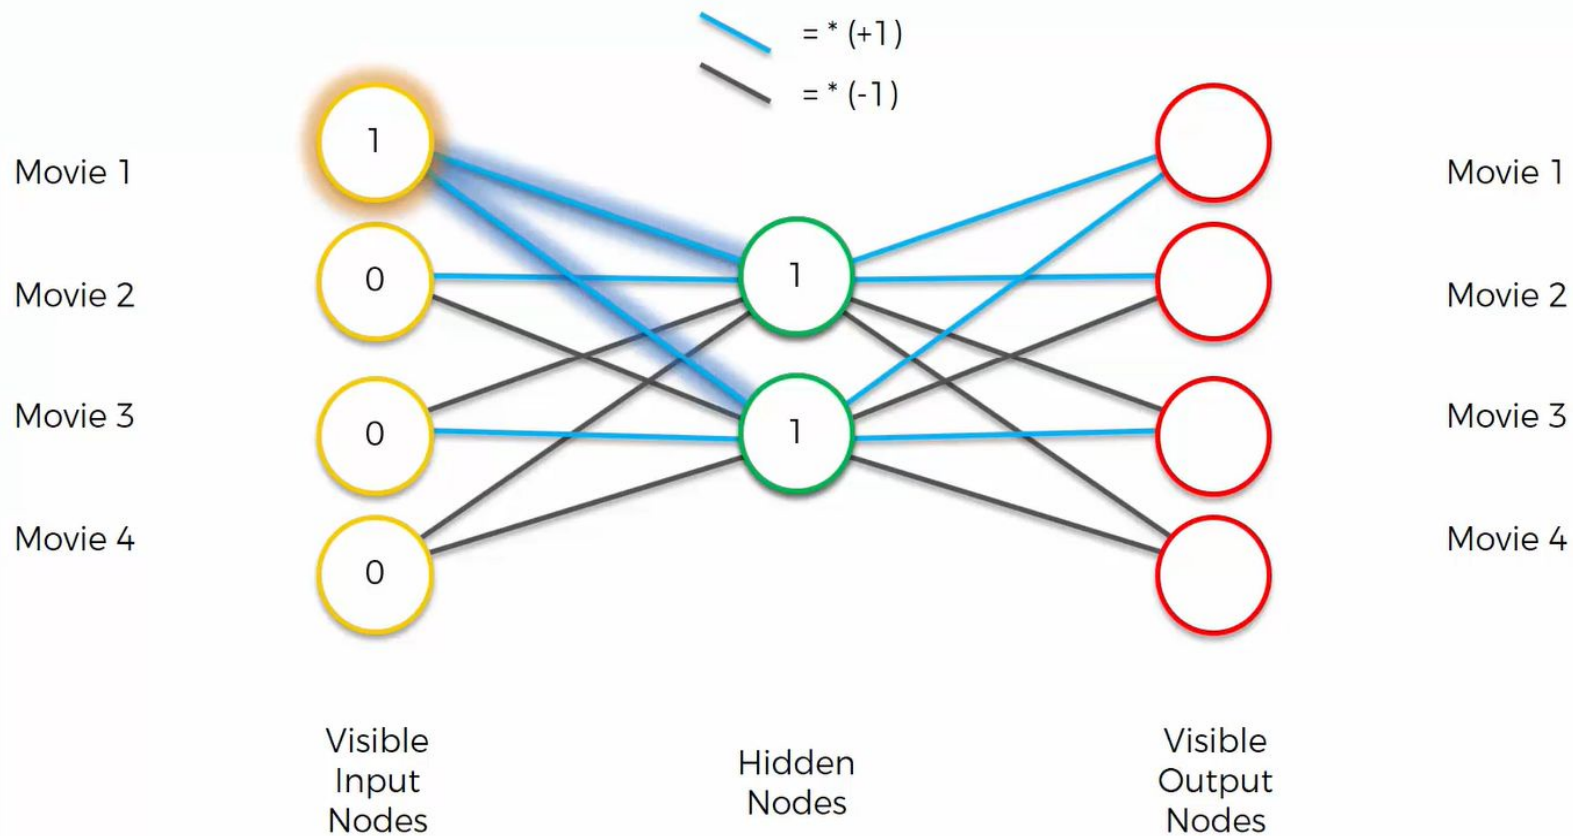 = * (+1)
= * (-1)
Movie 1
Movie 2
Movie 3
Movie 4
1
0
0
0
1
1
Movie 1
Movie 2
Movie 3
Movie 4
Visible
Input
Nodes
Hidden
Nodes
Visible
Output
Nodes